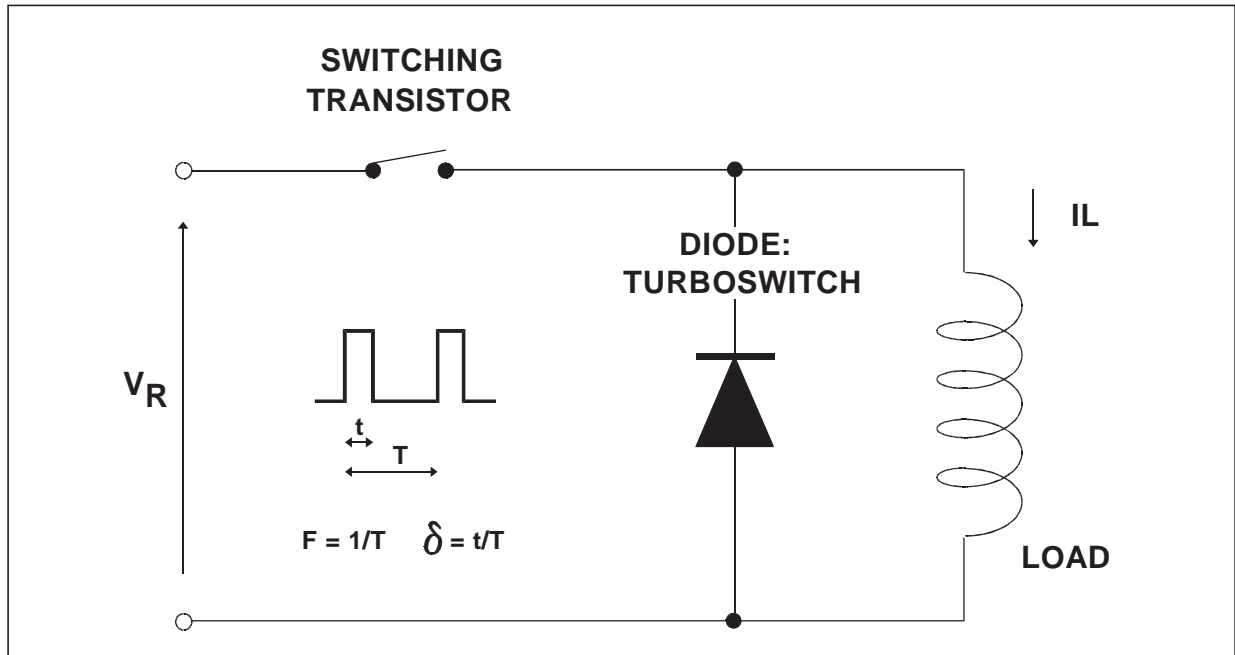 SWITCHING
TRANSISTOR
IL
DIODE:
TURBOSWITCH
VR
t
T
F = 1/T δ = t/T
LOAD